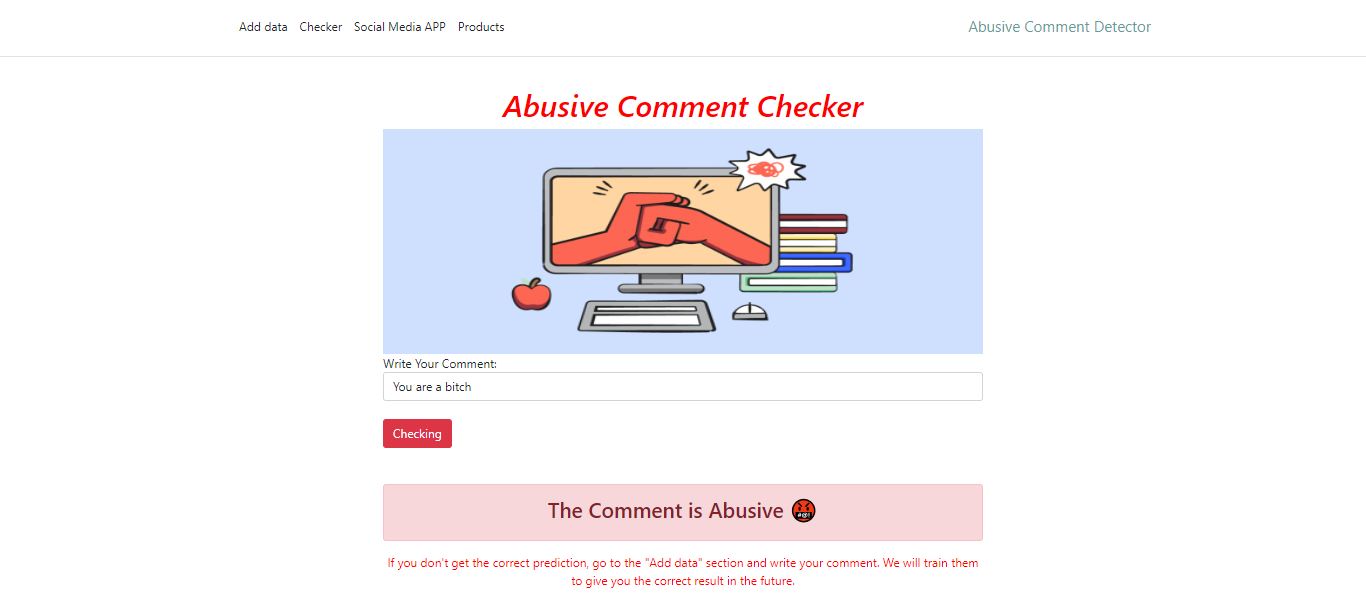 Add data Checker Social Media APP Products Abusive Comment Detector
Abusive Comment Checker
Write Your Comment:
You are a bitch
Checking
The Comment is Abusive 🤬
If you don't get the correct prediction, go to the "Add data" section and write your comment. We will train them
to give you the correct result in the future.